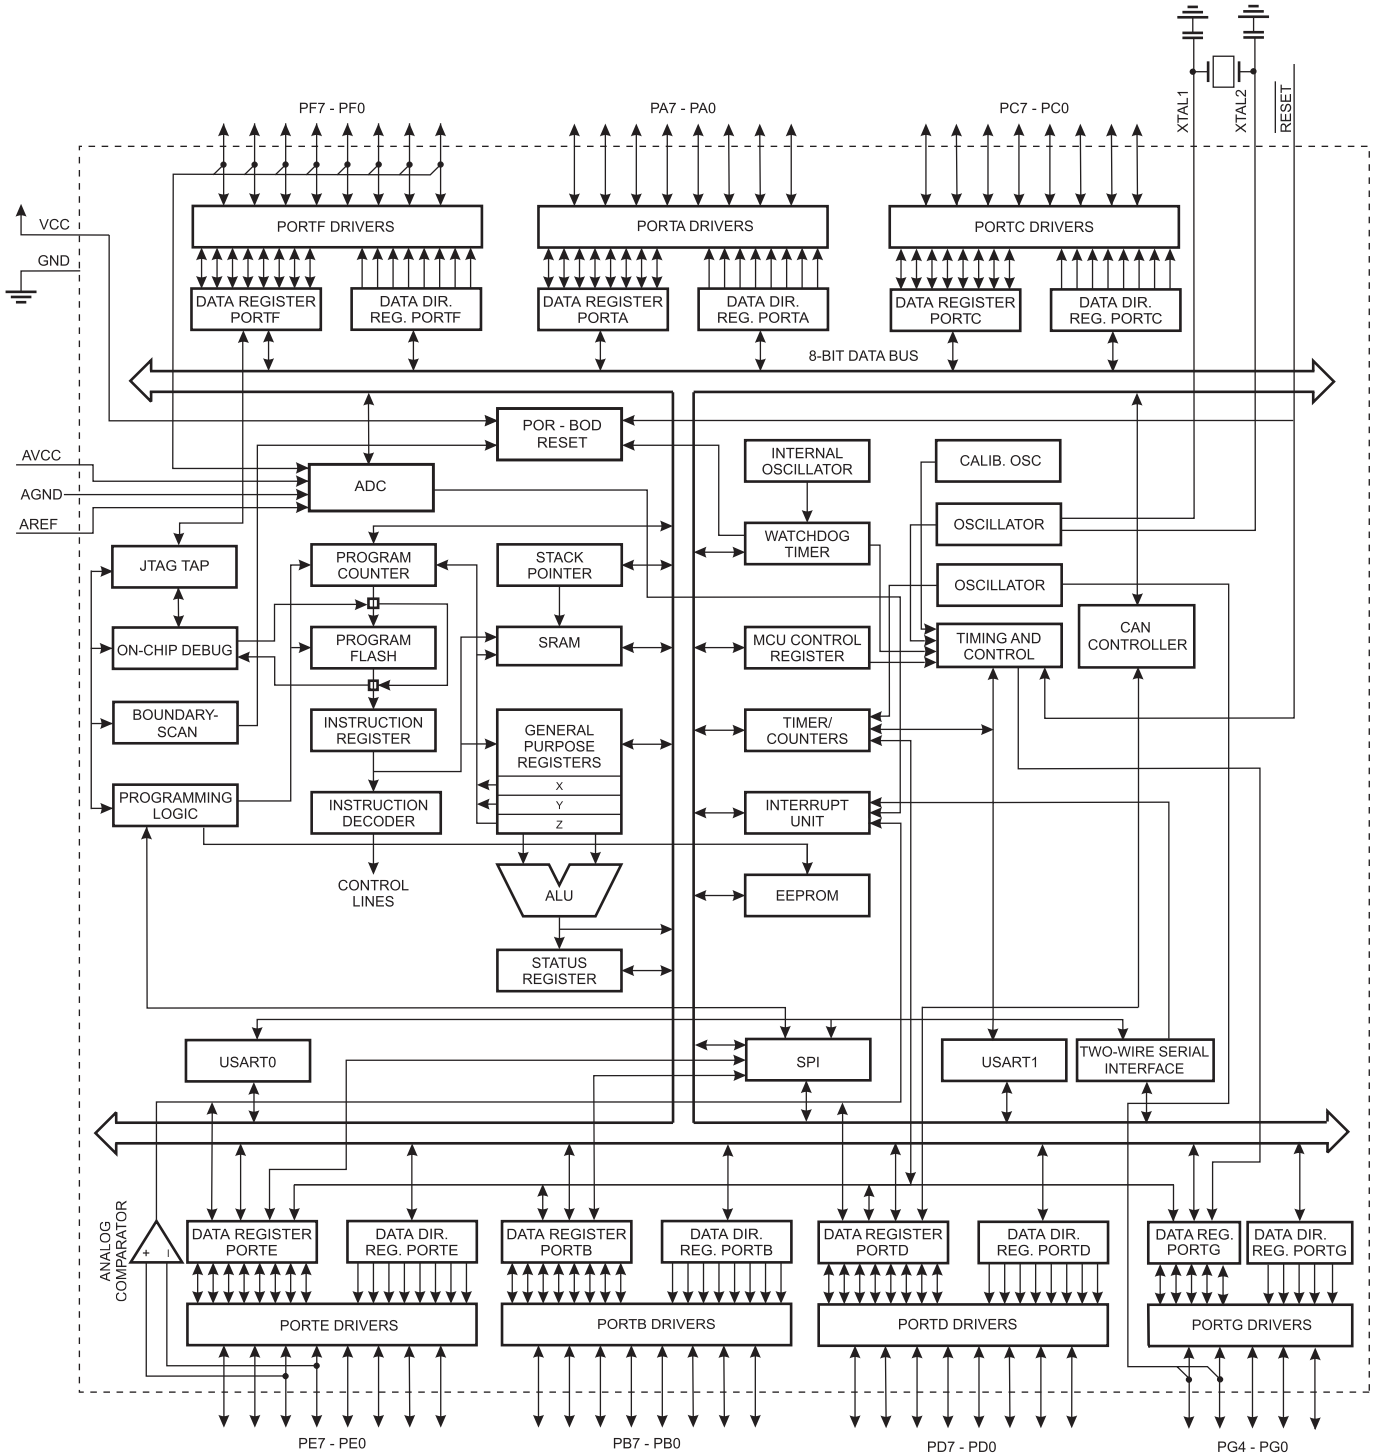 XTAL1
XTAL2
RESET
PF7 - PF0
PA7 - PA0
PC7 - PC0
VCC
GND
PORTF DRIVERS
PORTA DRIVERS
PORTC DRIVERS
DATA REGISTER
PORTF
DATA DIR.
REG. PORTF
DATA REGISTER
PORTA
DATA DIR.
REG. PORTA
DATA REGISTER
PORTC
DATA DIR.
REG. PORTC
8-BIT DATA BUS
POR - BOD
RESET
INTERNAL
OSCILLATOR
CALIB. OSC
AVCC
AGND
AREF
ADC
OSCILLATOR
WATCHDOG
TIMER
JTAG TAP
PROGRAM
COUNTER
STACK
POINTER
OSCILLATOR
ON-CHIP DEBUG
PROGRAM
FLASH
SRAM
MCU CONTROL
REGISTER
TIMING AND
CONTROL
CAN
CONTROLLER
BOUNDARY-
SCAN
INSTRUCTION
REGISTER
GENERAL
PURPOSE
REGISTERS
X
Y
Z
TIMER/
COUNTERS
PROGRAMMING
LOGIC
INSTRUCTION
DECODER
INTERRUPT
UNIT
CONTROL
LINES
ALU
EEPROM
STATUS
REGISTER
USART0
SPI
USART1
TWO-WIRE SERIAL
INTERFACE
ANALOG
COMPARATOR
+
−
DATA REGISTER
PORTE
DATA DIR.
REG. PORTE
DATA REGISTER
PORTB
DATA DIR.
REG. PORTB
DATA REGISTER
PORTD
DATA DIR.
REG. PORTD
DATA REG.
PORTG
DATA DIR.
REG. PORTG
PORTE DRIVERS
PORTB DRIVERS
PORTD DRIVERS
PORTG DRIVERS
PE7 - PE0
PB7 - PB0
PD7 - PD0
PG4 - PG0